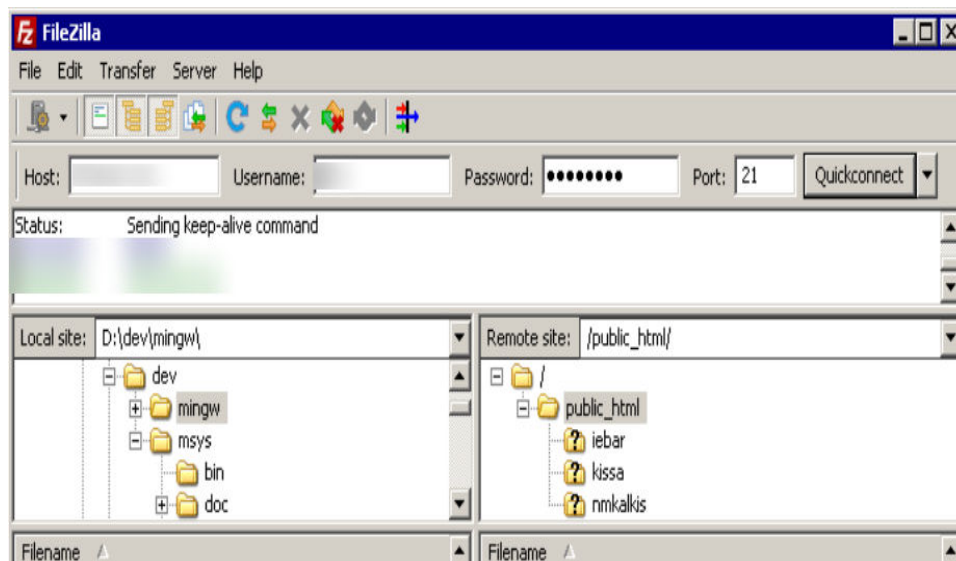 FileZilla
File Edit Transfer Server Help
Host: Username: Password: •••••••• Port: 21 Quickconnect
Status: Sending keep-alive command
Local site: D:\dev\mingw\ Remote site: /public_html/
dev /
mingw public_html
msys iebar
bin kissa
doc nmkalkis
Filename Filename